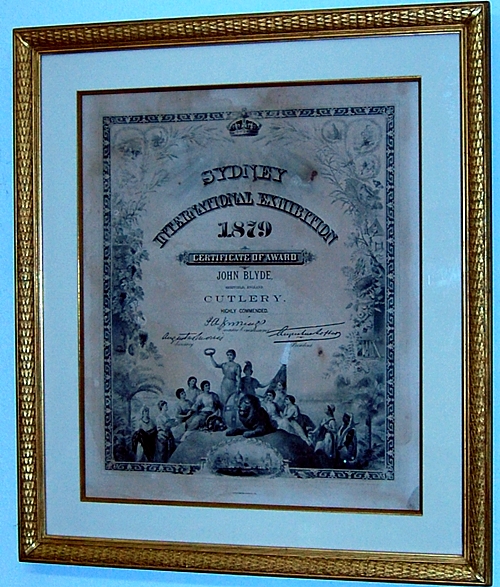 SYDNEY
INTERNATIONAL EXHIBITION
1879
CERTIFICATE OF AWARD
JOHN BLYDE,
CUTLERY.
HIGHLY COMMENDED.